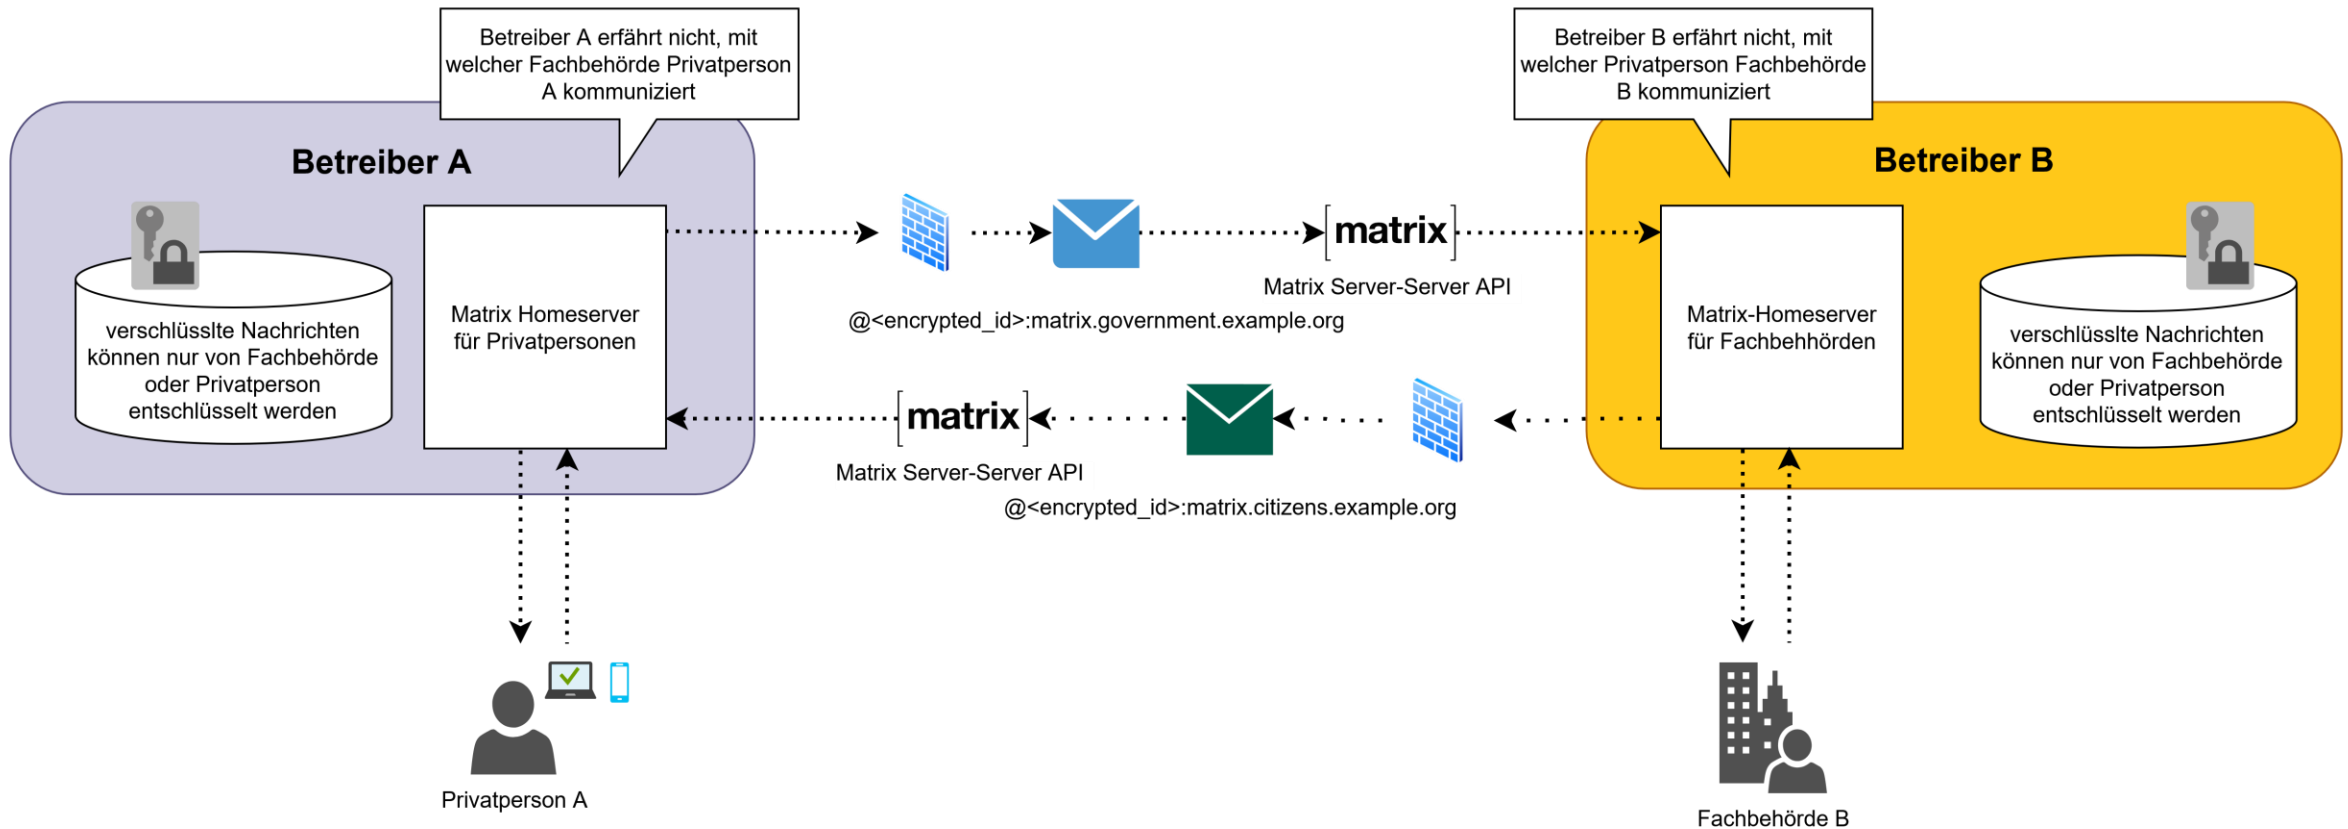 Betreiber A erfährt nicht, mit
welcher Fachbehörde Privatperson
A kommuniziert
Betreiber B erfährt nicht, mit
welcher Privatperson Fachbehörde
B kommuniziert
Betreiber A
Betreiber B
verschlüsslte Nachrichten
können nur von Fachbehörde
oder Privatperson
entschlüsselt werden
Matrix Homeserver
für Privatpersonen
[matrix]
Matrix Server-Server API
@<encrypted_id>:matrix.government.example.org
[matrix]
Matrix Server-Server API
@<encrypted_id>:matrix.citizens.example.org
Matrix-Homeserver
für Fachbehhörden
verschlüsslte Nachrichten
können nur von Fachbehörde
oder Privatperson
entschlüsselt werden
Privatperson A
Fachbehörde B